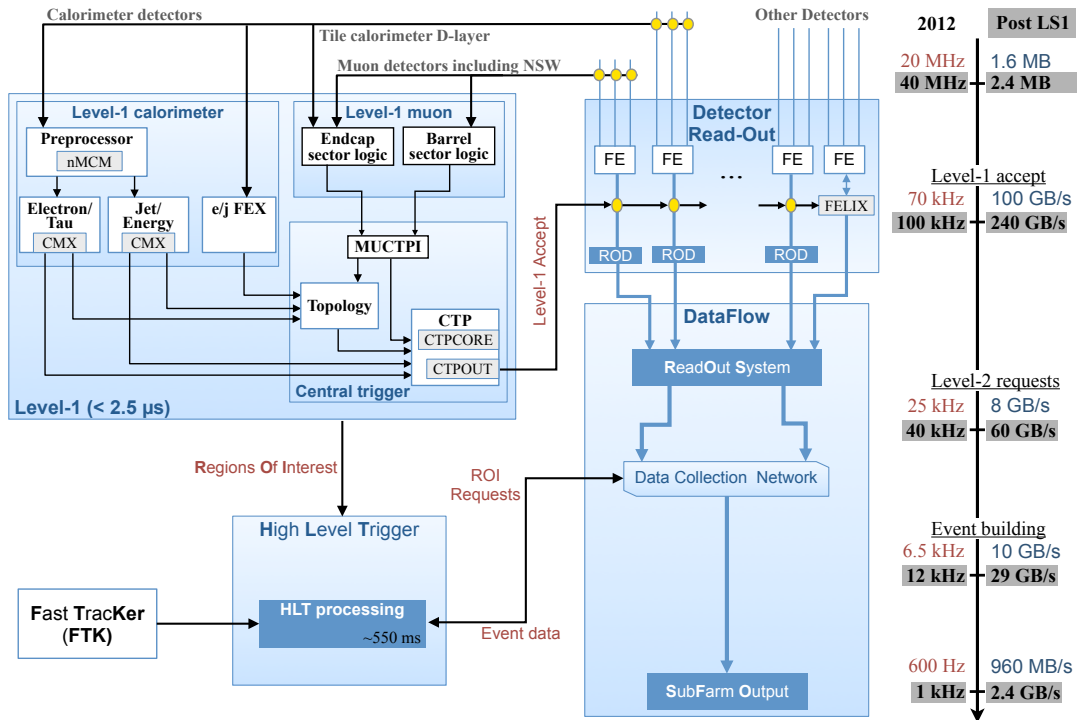 Calorimeter detectors
Tile calorimeter D-layer
Muon detectors including NSW
Other Detectors
2012
Post LS1
20 MHz
1.6 MB
40 MHz
2.4 MB
Level-1 calorimeter
Preprocessor
nMCM
Electron/
Tau
CMX
Jet/
Energy
CMX
e/j FEX
Level-1 muon
Endcap
sector logic
Barrel
sector logic
MUCTPI
Topology
CTP
CTPCORE
CTPOUT
Central trigger
Level-1 (< 2.5 μs)
Level-1 Accept
Detector
Read-Out
FE
FE
FE
FE
...
FELIX
ROD
ROD
ROD
Level-1 accept
70 kHz
100 GB/s
100 kHz
240 GB/s
DataFlow
ReadOut System
Data Collection Network
SubFarm Output
Level-2 requests
25 kHz
8 GB/s
40 kHz
60 GB/s
Regions Of Interest
ROI
Requests
High Level Trigger
HLT processing
~550 ms
Event data
Fast TracKer
(FTK)
Event building
6.5 kHz
10 GB/s
12 kHz
29 GB/s
600 Hz
960 MB/s
1 kHz
2.4 GB/s